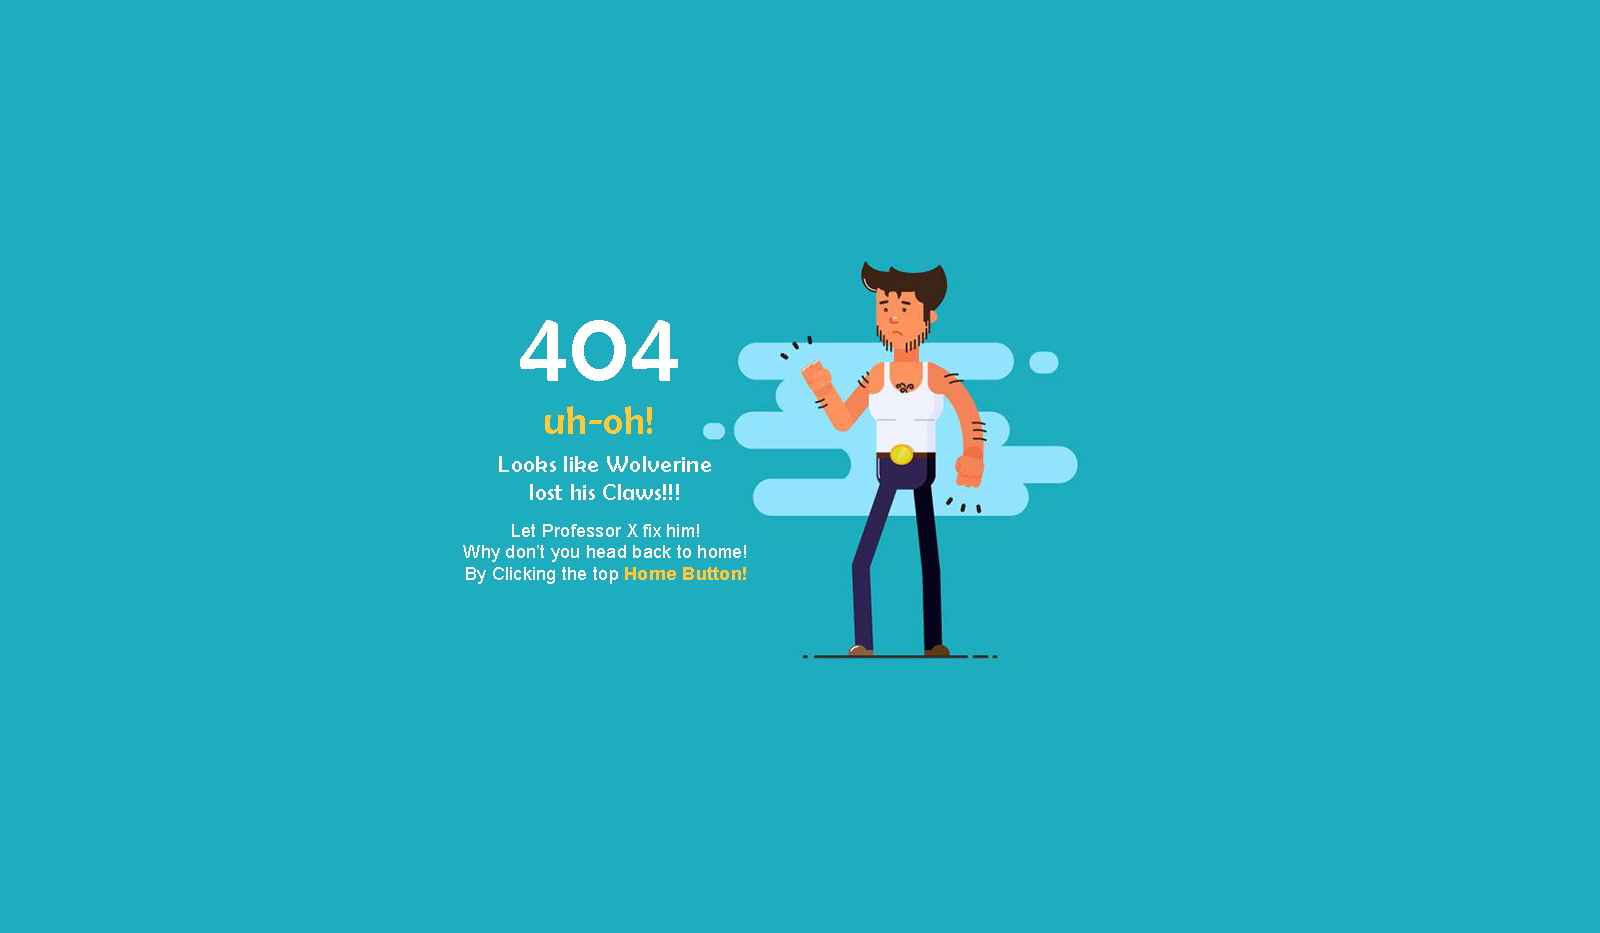 404
uh-oh!
Looks like Wolverine
lost his Claws!!!
Let Professor X fix him!
Why don't you head back to home!
By Clicking the top Home Button!